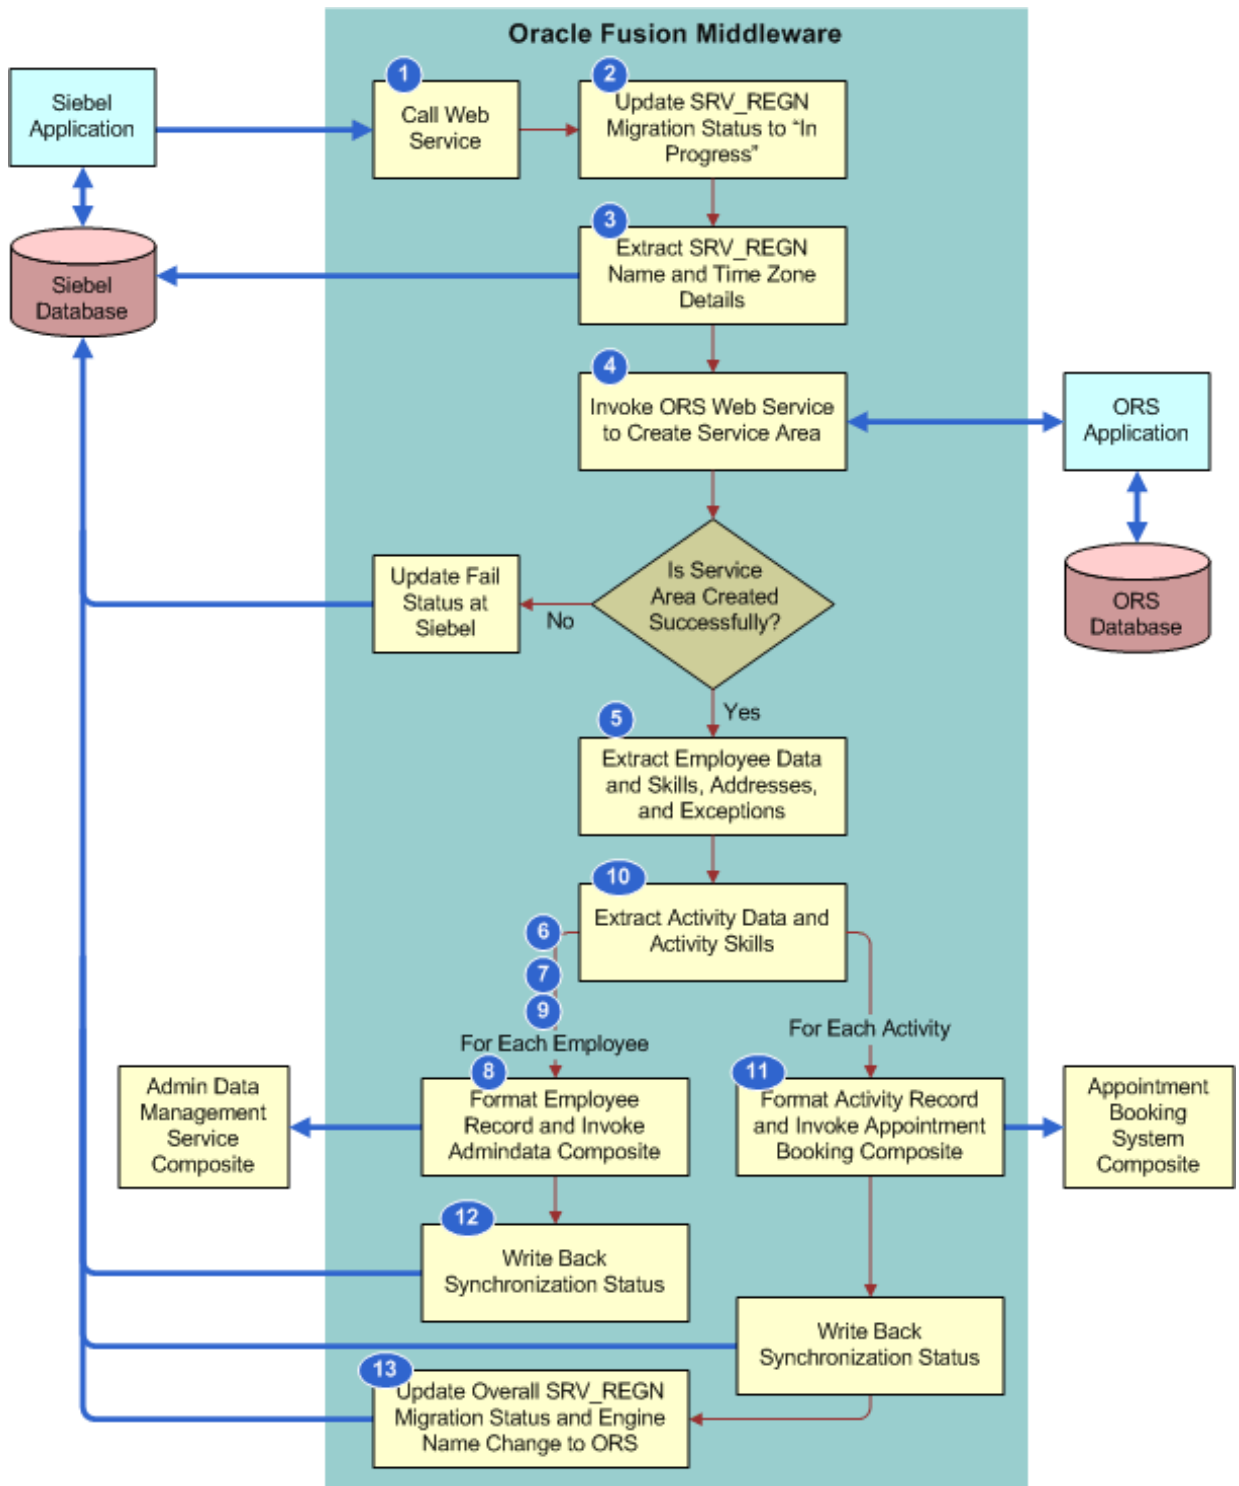 Oracle Fusion Middleware
Siebel
Application
1
Call Web
Service
2
Update SRV_REGN
Migration Status to “In
Progress”
3
Extract SRV_REGN
Name and Time Zone
Details
Siebel
Database
4
Invoke ORS Web Service
to Create Service Area
ORS
Application
ORS
Database
Is Service
Area Created
Successfully?
No
Update Fail
Status at
Siebel
Yes
5
Extract Employee Data
and Skills, Addresses,
and Exceptions
10
Extract Activity Data and
Activity Skills
6
7
9
For Each Employee
For Each Activity
8
Format Employee
Record and Invoke
Admindata Composite
Admin Data
Management
Service
Composite
11
Format Activity Record
and Invoke Appointment
Booking Composite
Appointment
Booking
System
Composite
12
Write Back
Synchronization Status
Write Back
Synchronization Status
13
Update Overall SRV_REGN
Migration Status and Engine
Name Change to ORS